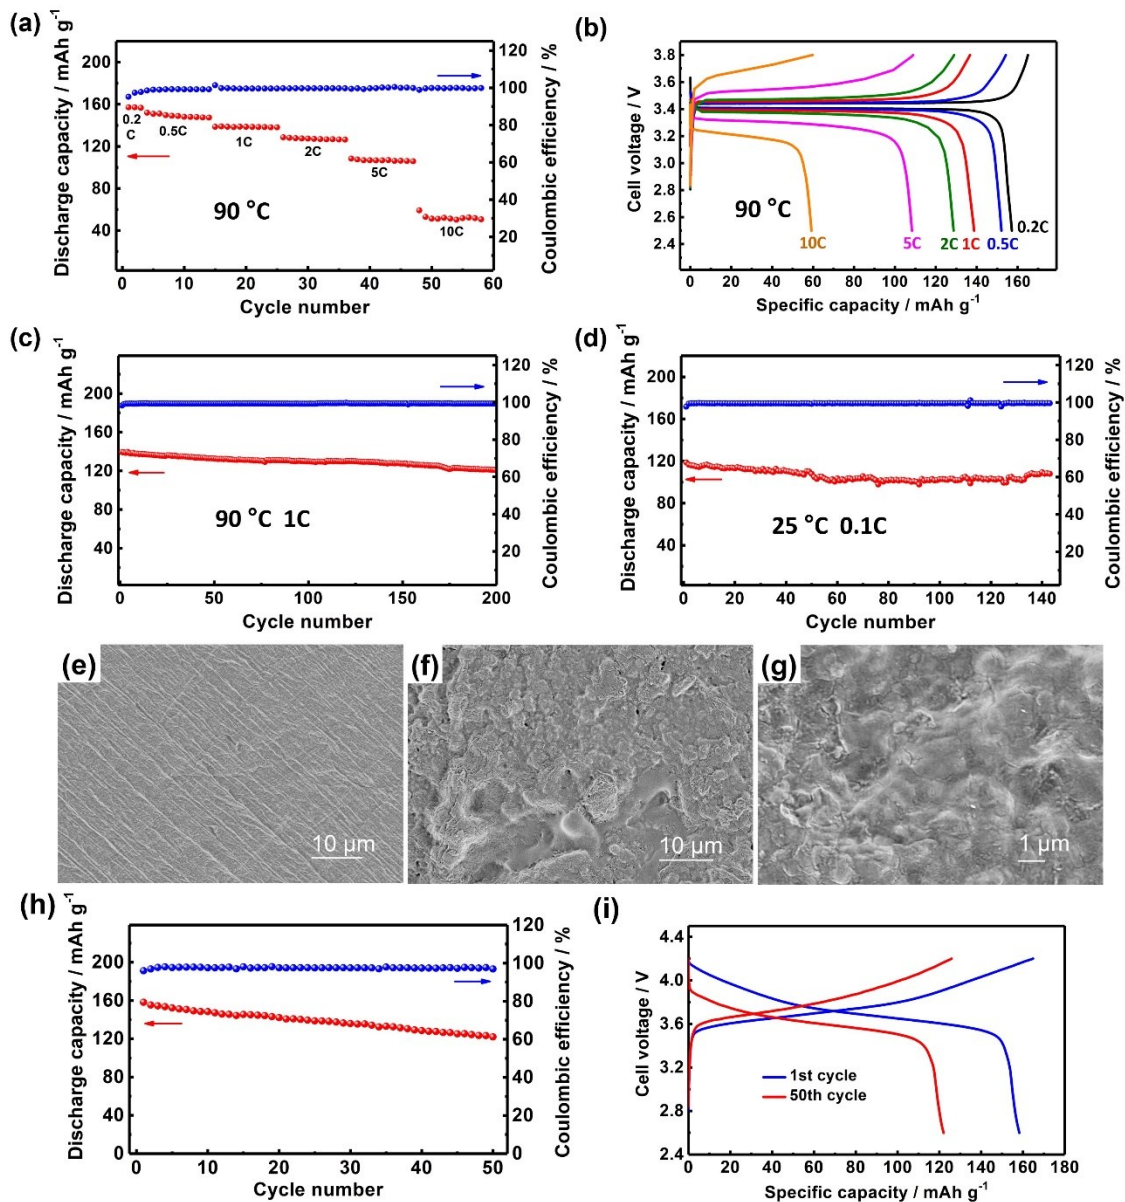 (a)
Discharge capacity / mAh g-1
200
160
120
80
40
0.2
C
0.5C
1C
2C
5C
10C
90 °C
0 10 20 30 40 50 60
Cycle number
120
100
80
60
40
20
Coulombic efficiency / %
(b)
Cell voltage / V
3.8
3.6
3.4
3.2
3.0
2.8
2.6
2.4
90 °C
10C
5C
2C
1C
0.5C
0.2C
0 20 40 60 80 100 120 140 160
Specific capacity / mAh g-1
(c)
Discharge capacity / mAh g-1
200
160
120
80
40
90 °C 1C
0 50 100 150 200
Cycle number
120
100
80
60
40
20
Coulombic efficiency / %
(d)
Discharge capacity / mAh g-1
200
160
120
80
40
25 °C 0.1C
0 20 40 60 80 100 120 140
Cycle number
120
100
80
60
40
20
Coulombic efficiency / %
(e)
10 μm
(f)
10 μm
(g)
1 μm
(h)
Discharge capacity / mAh g-1
200
160
120
80
40
0
0 10 20 30 40 50
Cycle number
120
100
80
60
40
20
0
Coulombic efficiency / %
(i)
Cell voltage / V
4.4
4.0
3.6
3.2
2.8
2.4
1st cycle
50th cycle
0 20 40 60 80 100 120 140 160 180
Specific capacity / mAh g-1